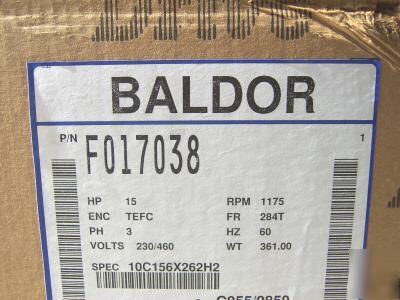 BALDOR
P/N F017038 1
HP 15 RPM 1175
ENC TEFC FR 284T
PH 3 HZ 60
VOLTS 230/460 WT 361.00
SPEC 10C156X262H2